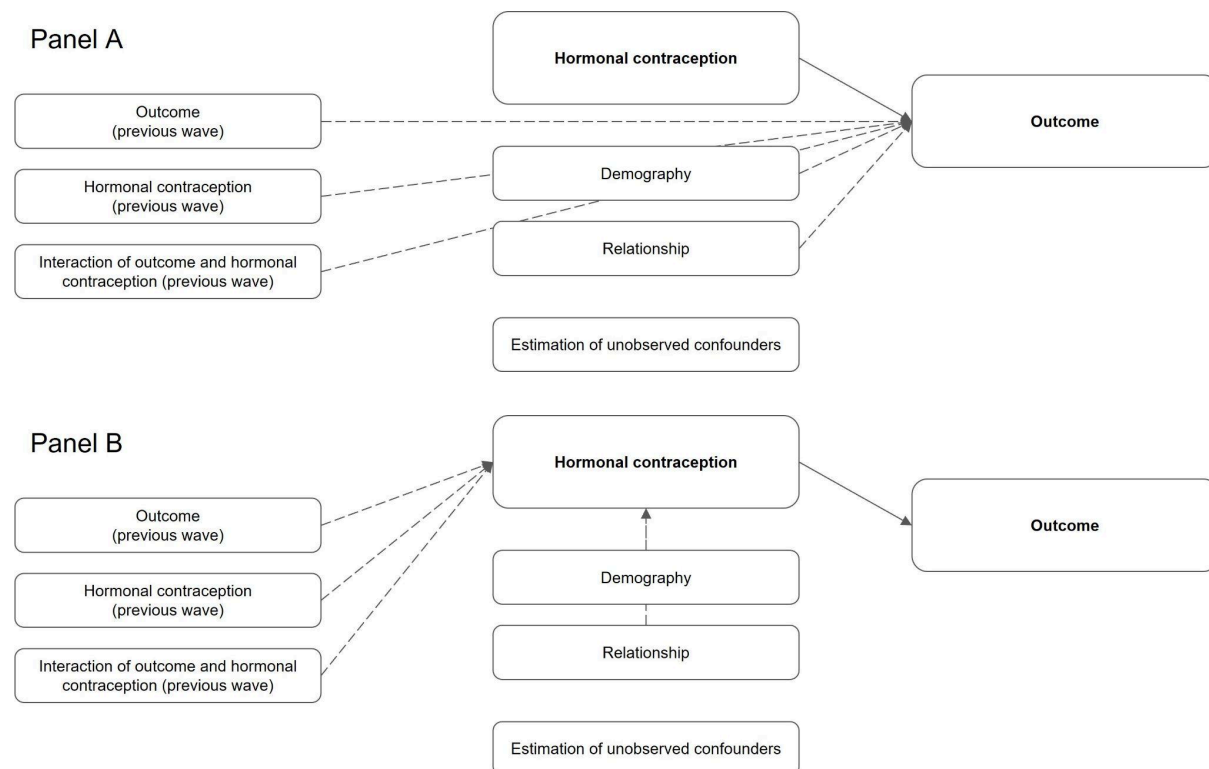 Panel A
Hormonal contraception
Outcome
(previous wave)
Outcome
Hormonal contraception
(previous wave)
Demography
Interaction of outcome and hormonal
contraception (previous wave)
Relationship
Estimation of unobserved confounders
Panel B
Hormonal contraception
Outcome
(previous wave)
Outcome
Hormonal contraception
(previous wave)
Demography
Interaction of outcome and hormonal
contraception (previous wave)
Relationship
Estimation of unobserved confounders